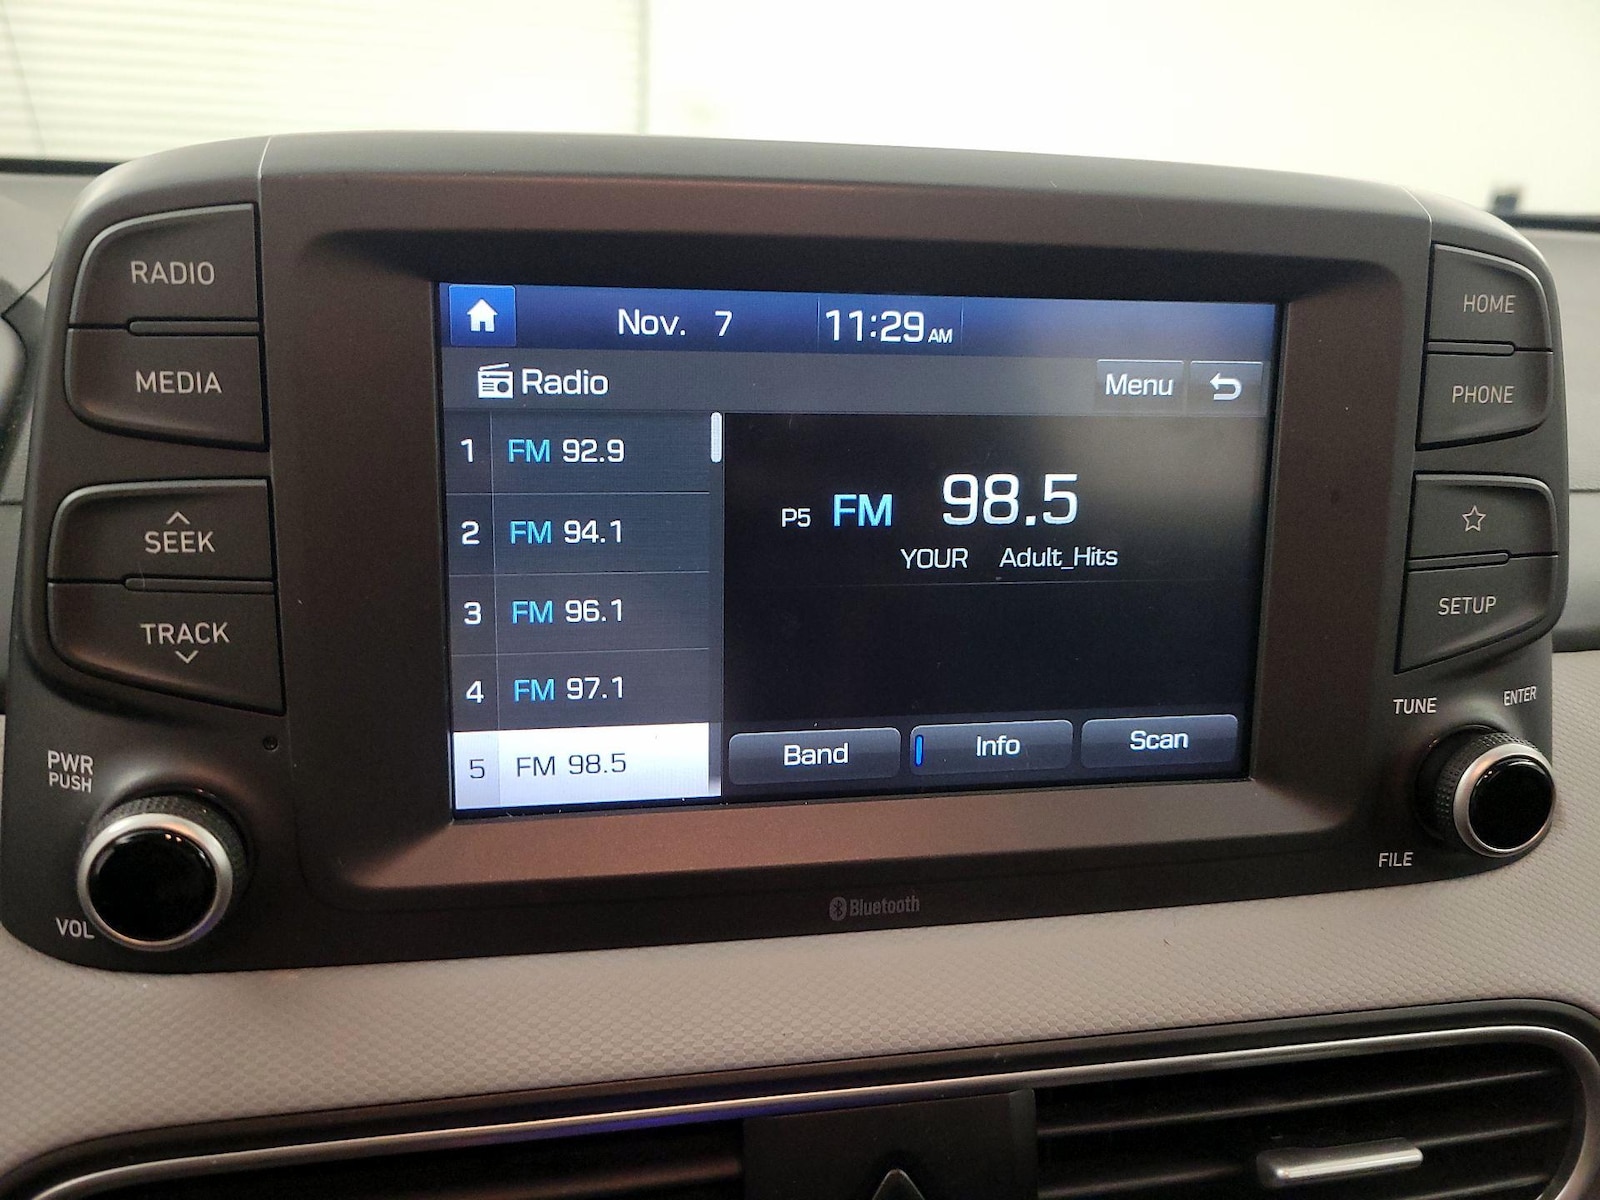 RADIO
MEDIA
SEEK
TRACK
PWR
PUSH
VOL
Nov. 7 11:29 AM
Radio Menu
1 FM 92.9
2 FM 94.1
3 FM 96.1
4 FM 97.1
5 FM 98.5
P5 FM 98.5
YOUR Adult_Hits
Band Info Scan
HOME
PHONE
SETUP
TUNE ENTER
FILE
Bluetooth